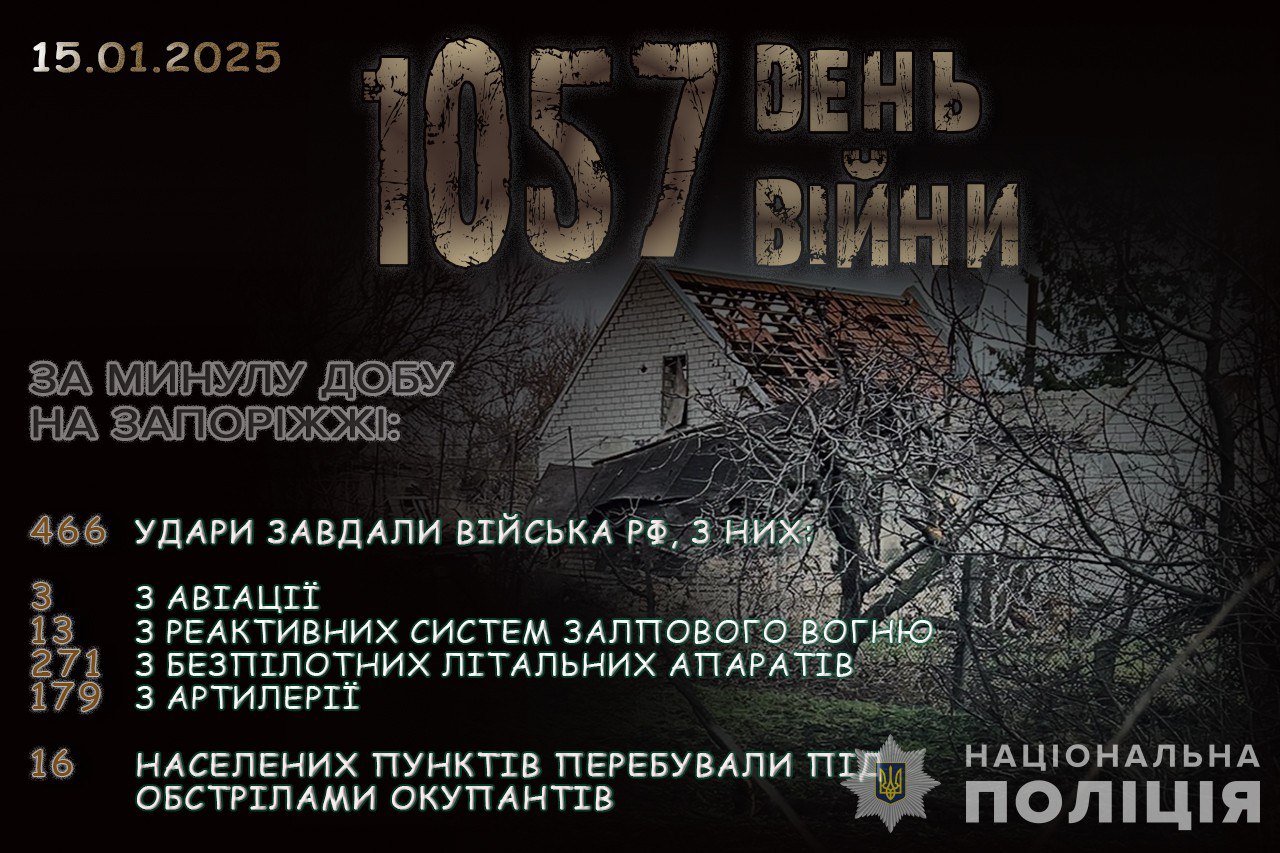 15.01.2025
1057 ДЕНЬ
ВІЙНИ
ЗА МИНУЛУ ДОБУ
НА ЗАПОРІЖЖІ:
466 УДАРИ ЗАВДАЛИ ВІЙСЬКА РФ, З НИХ:
3 З АВІАЦІЇ
13 З РЕАКТИВНИХ СИСТЕМ ЗАЛПОВОГО ВОГНЮ
271 З БЕЗПІЛОТНИХ ЛІТАЛЬНИХ АПАРАТІВ
179 З АРТИЛЕРІЇ
16 НАСЕЛЕНИХ ПУНКТІВ ПЕРЕБУВАЛИ ПІД
ОБСТРІЛАМИ ОКУПАНТІВ
НАЦІОНАЛЬНА
ПОЛІЦІЯ